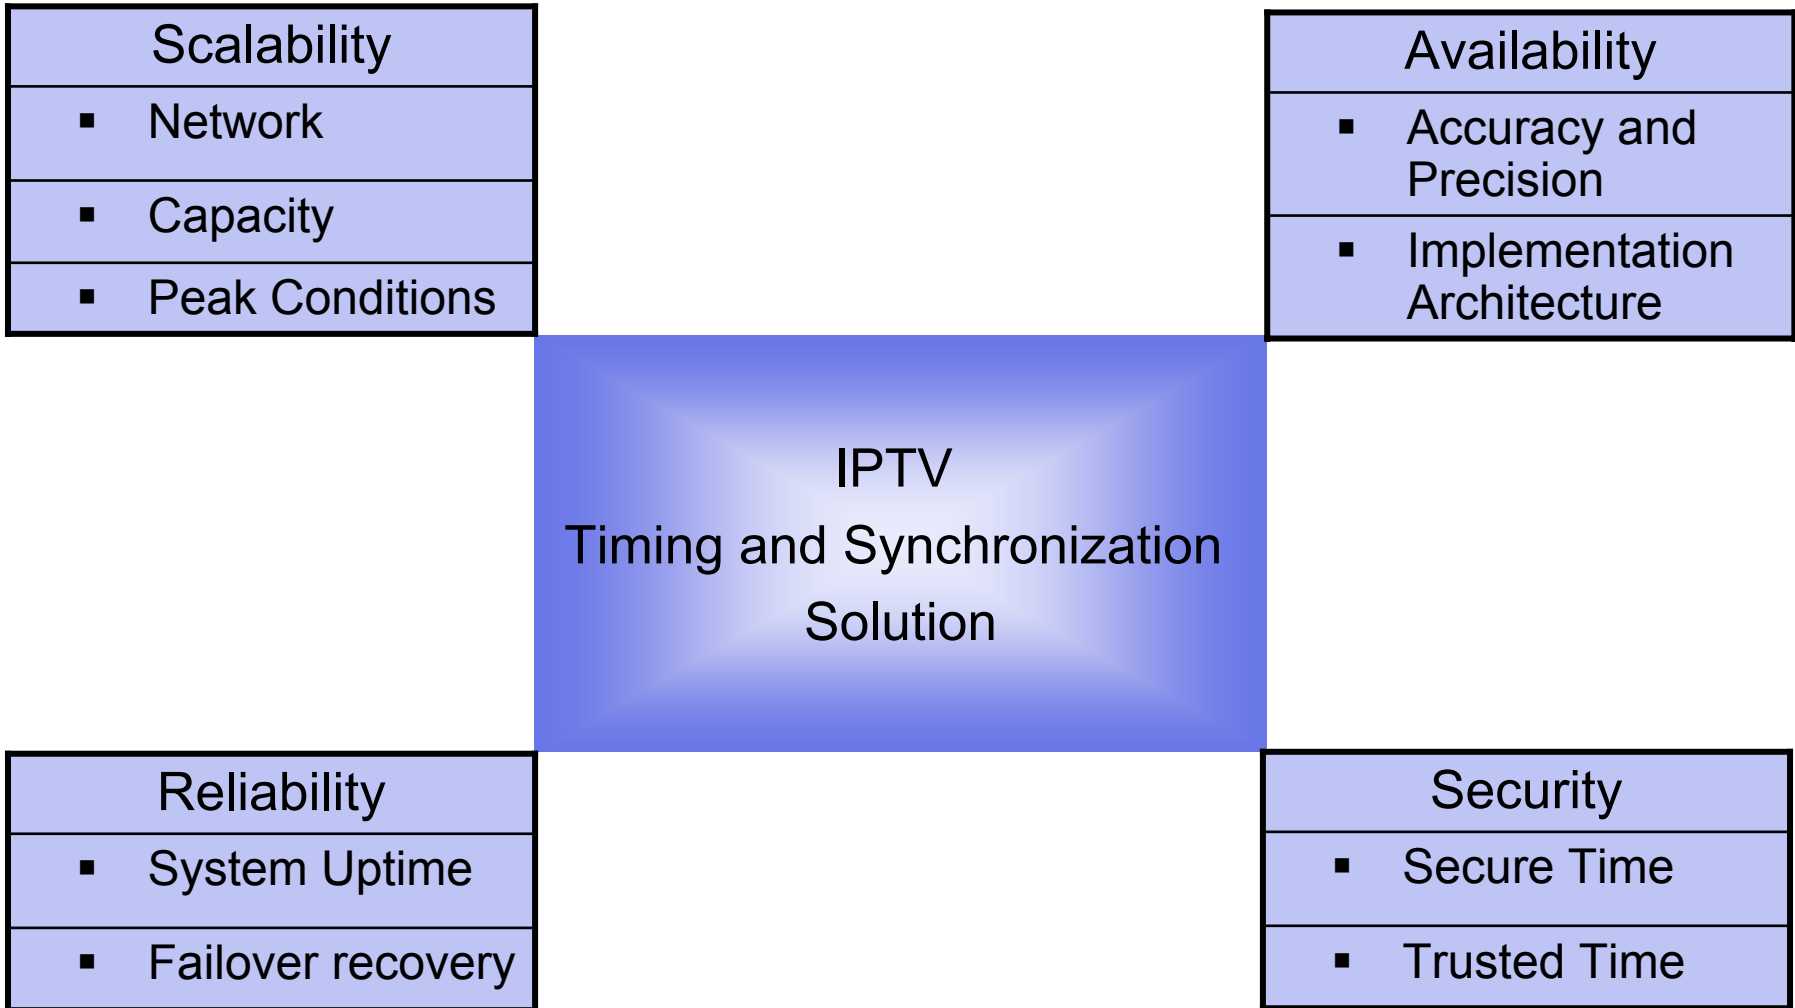 Scalability
▪ Network
▪ Capacity
▪ Peak Conditions
Availability
▪ Accuracy and
Precision
▪ Implementation
Architecture
IPTV
Timing and Synchronization
Solution
Reliability
▪ System Uptime
▪ Failover recovery
Security
▪ Secure Time
▪ Trusted Time